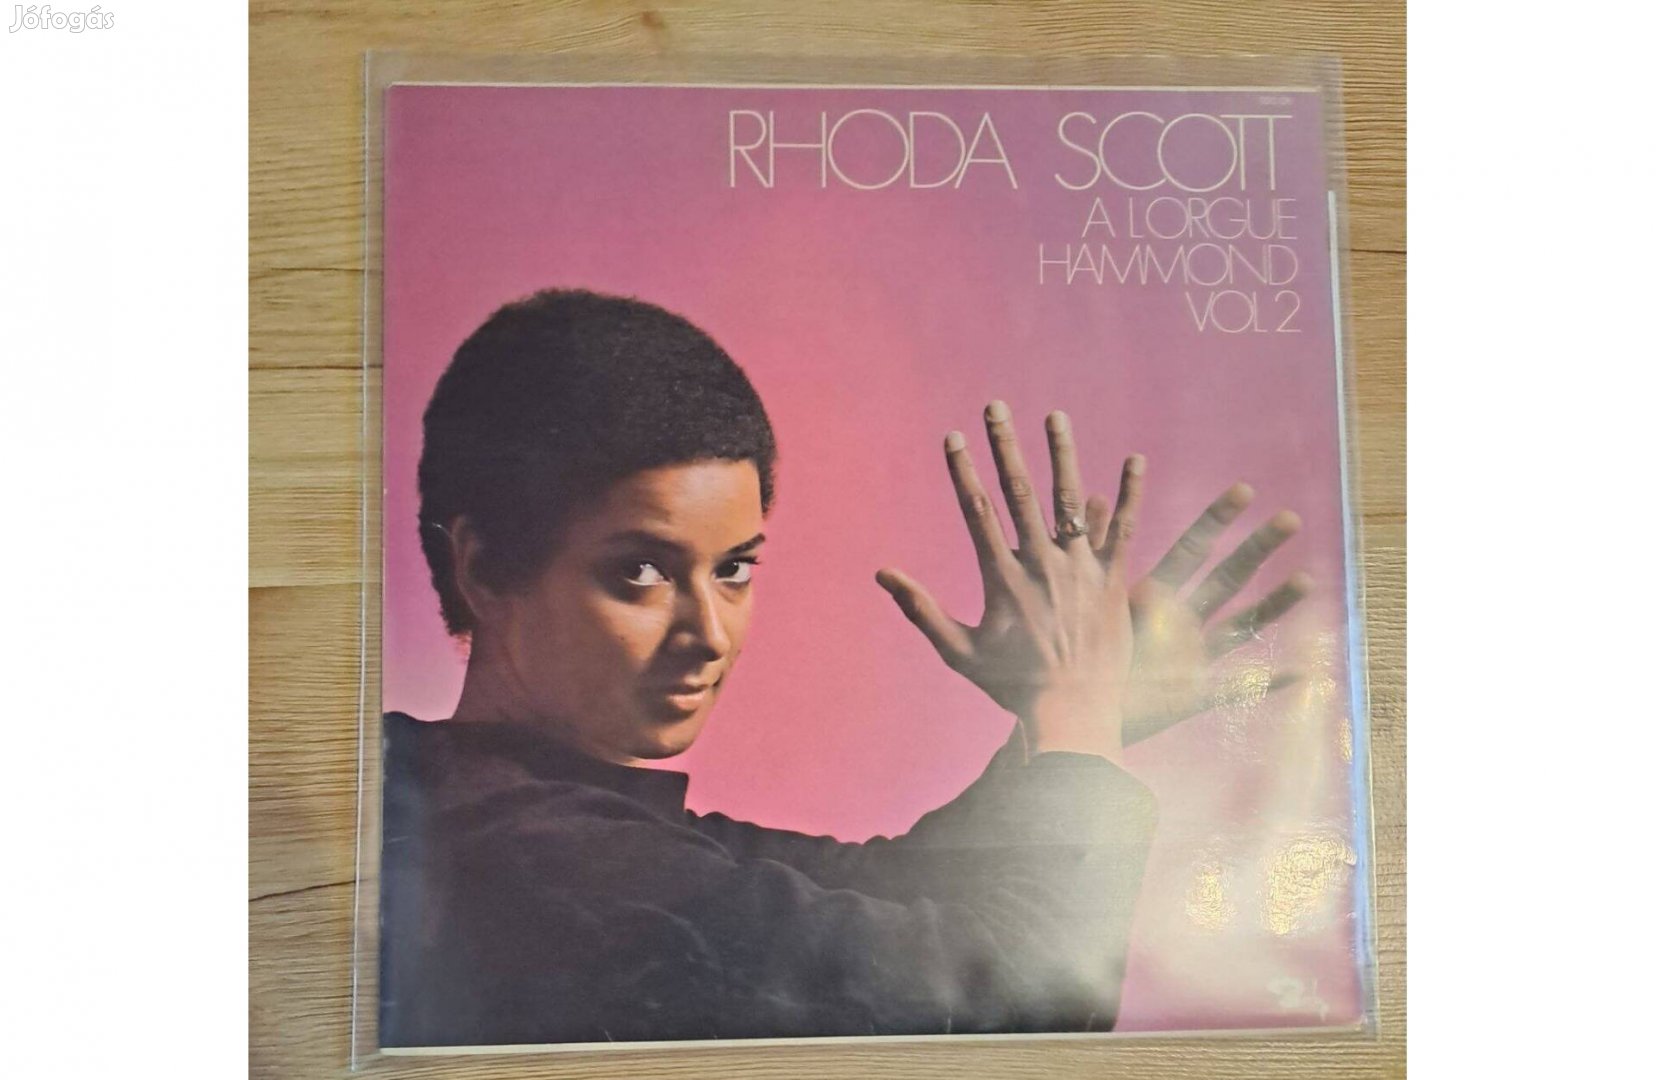 Jófogás
RHODA SCOTT
A L'ORGUE
HAMMOND
VOL 2